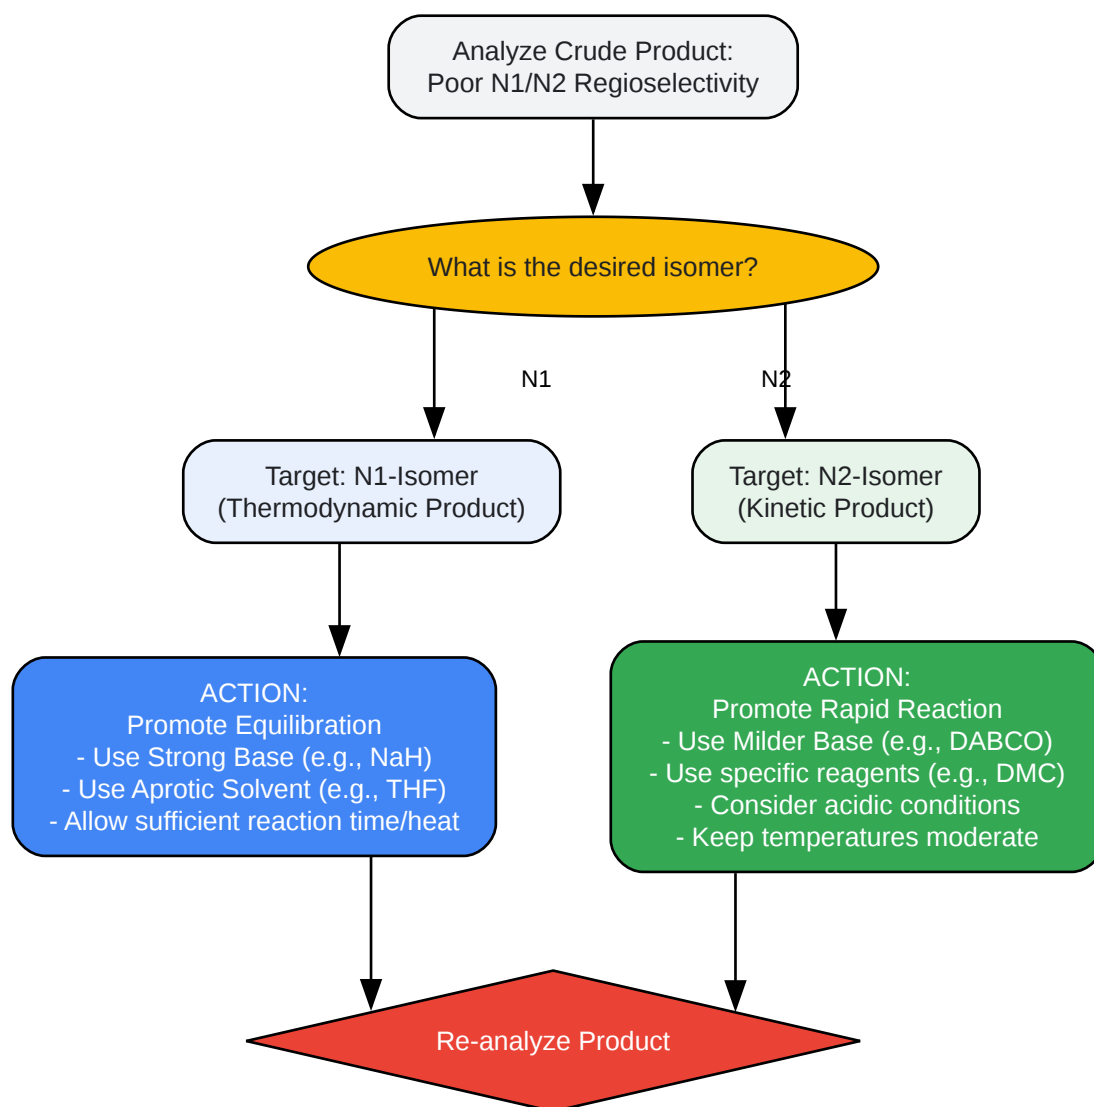 Analyze Crude Product:
Poor N1/N2 Regioselectivity
What is the desired isomer?
N1
N2
Target: N1-Isomer
(Thermodynamic Product)
Target: N2-Isomer
(Kinetic Product)
ACTION:
Promote Equilibration
- Use Strong Base (e.g., NaH)
- Use Aprotic Solvent (e.g., THF)
- Allow sufficient reaction time/heat
ACTION:
Promote Rapid Reaction
- Use Milder Base (e.g., DABCO)
- Use specific reagents (e.g., DMC)
- Consider acidic conditions
- Keep temperatures moderate
Re-analyze Product